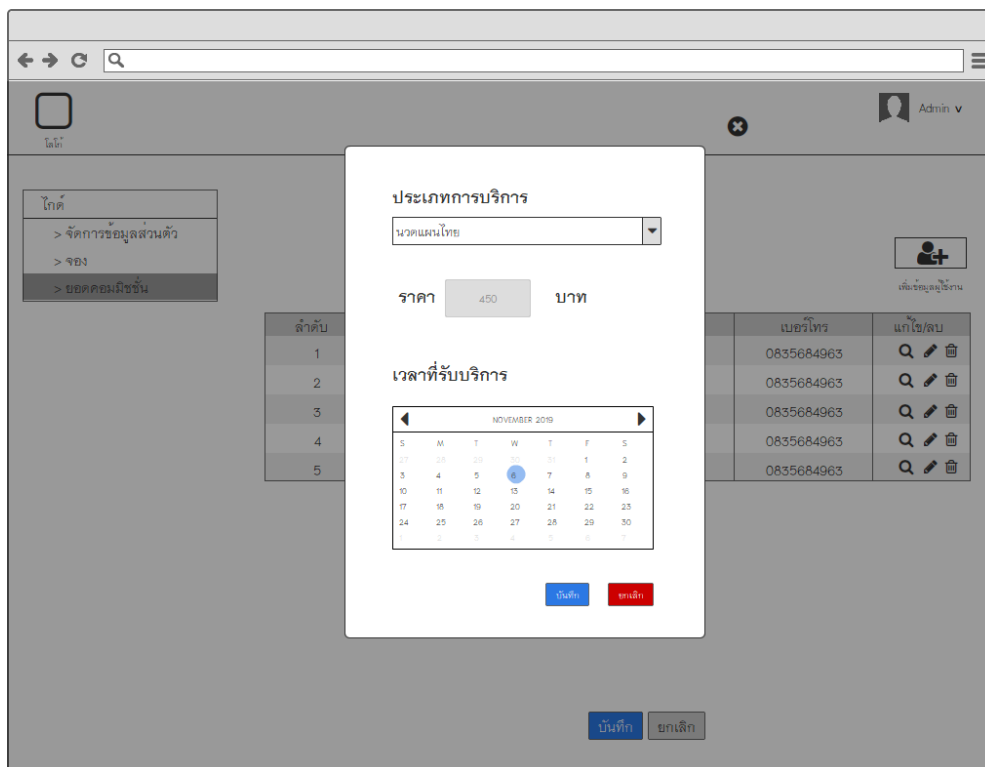 Admin v
โลโก้
ไกด์
> จัดการข้อมูลส่วนตัว
> จอง
> ยอดคอมมิชชั่น
เพิ่มข้อมูลผู้ใช้งาน
ลำดับ เบอร์โทร แก้ไข/ลบ
1 0835684963
2 0835684963
3 0835684963
4 0835684963
5 0835684963
ประเภทการบริการ
นวดแผนไทย
ราคา 450 บาท
เวลาที่รับบริการ
NOVEMBER 2019
S M T W T F S
27 28 29 30 31 1 2
3 4 5 6 7 8 9
10 11 12 13 14 15 16
17 18 19 20 21 22 23
24 25 26 27 28 29 30
1 2 3 4 5 6 7
บันทึก ยกเลิก
บันทึก ยกเลิก